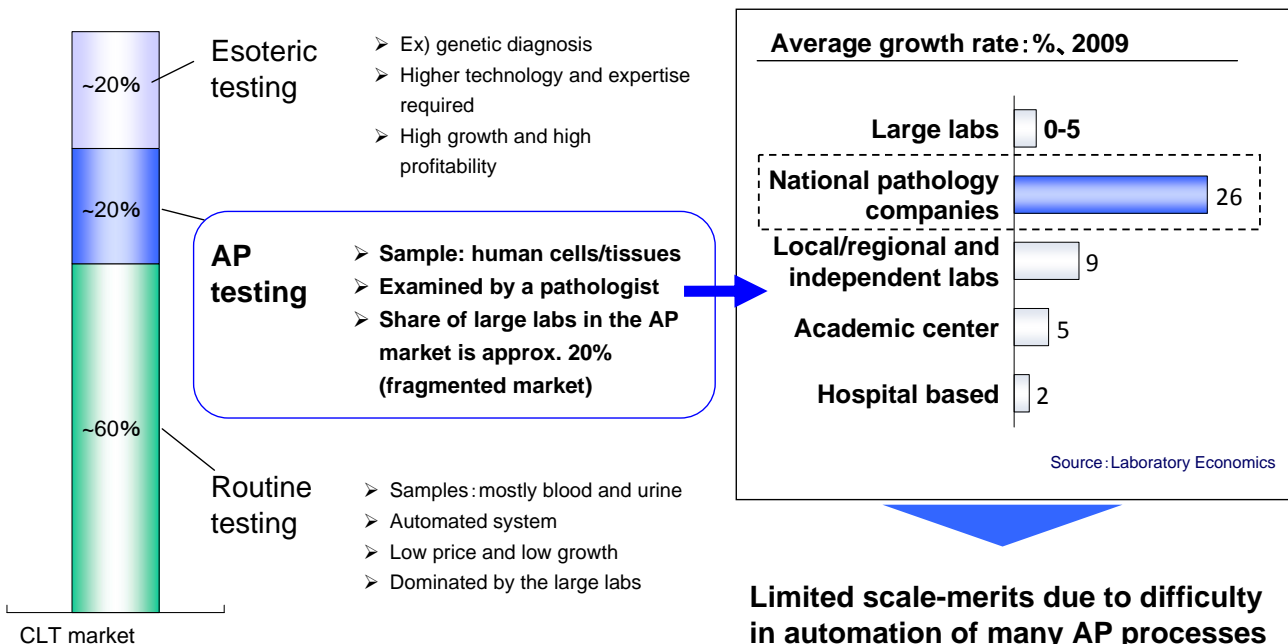 ~20%
Esoteric
testing
➢ Ex) genetic diagnosis
➢ Higher technology and expertise
required
➢ High growth and high
profitability
~20%
AP
testing
➢ Sample: human cells/tissues
➢ Examined by a pathologist
➢ Share of large labs in the AP
market is approx. 20%
(fragmented market)
~60%
Routine
testing
➢ Samples：mostly blood and urine
➢ Automated system
➢ Low price and low growth
➢ Dominated by the large labs
CLT market
Average growth rate：%、2009
Large labs 0-5
National pathology
companies 26
Local/regional and
independent labs 9
Academic center 5
Hospital based 2
Source：Laboratory Economics
Limited scale-merits due to difficulty
in automation of many AP processes